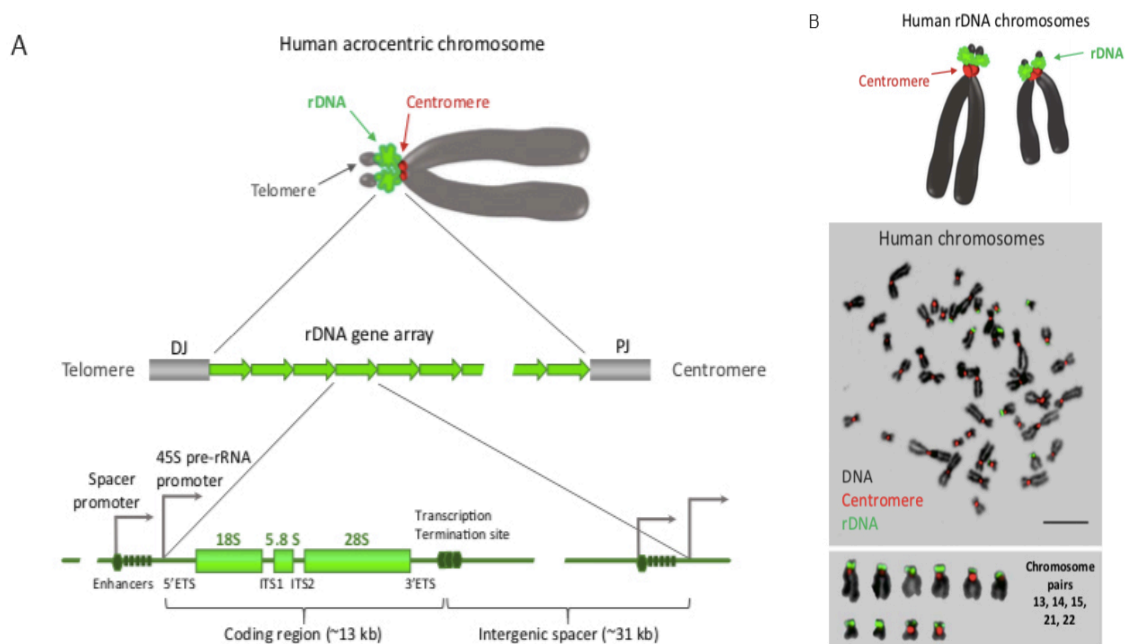 A
Human acrocentric chromosome
rDNA
Centromere
Telomere
rDNA gene array
DJ
PJ
Telomere
Centromere
45S pre-rRNA
promoter
Spacer
promoter
Transcription
Termination site
18S
5.8 S
28S
Enhancers
5'ETS
ITS1
ITS2
3'ETS
Coding region (~13 kb)
Intergenic spacer (~31 kb)
B
Human rDNA chromosomes
rDNA
Centromere
Human chromosomes
DNA
Centromere
rDNA
Chromosome
pairs
13, 14, 15,
21, 22